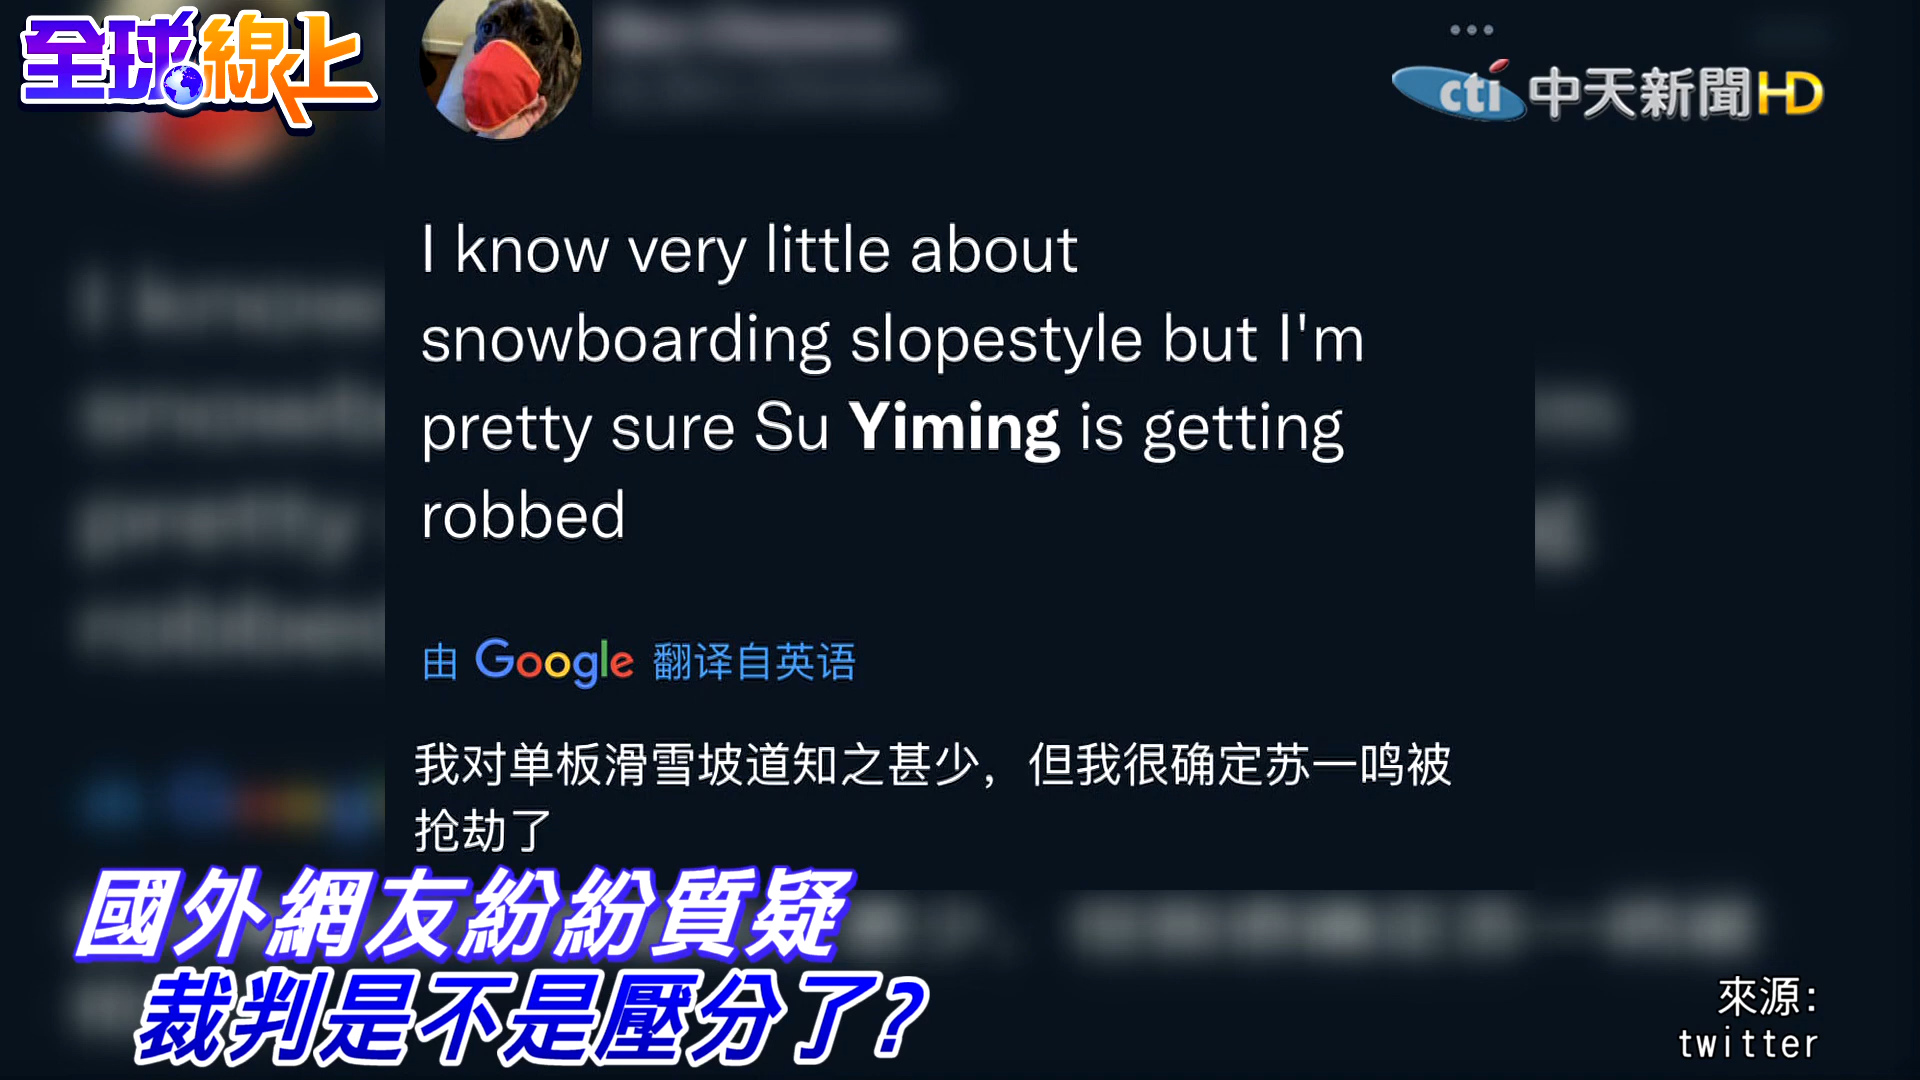 全球線上
cti 中天新聞HD
I know very little about
snowboarding slopestyle but I'm
pretty sure Su Yiming is getting
robbed
由 Google 翻译自英语
我对单板滑雪坡道知之甚少，但我很确定苏一鸣被
抢劫了
國外網友紛紛質疑
裁判是不是壓分了?
來源:
twitter